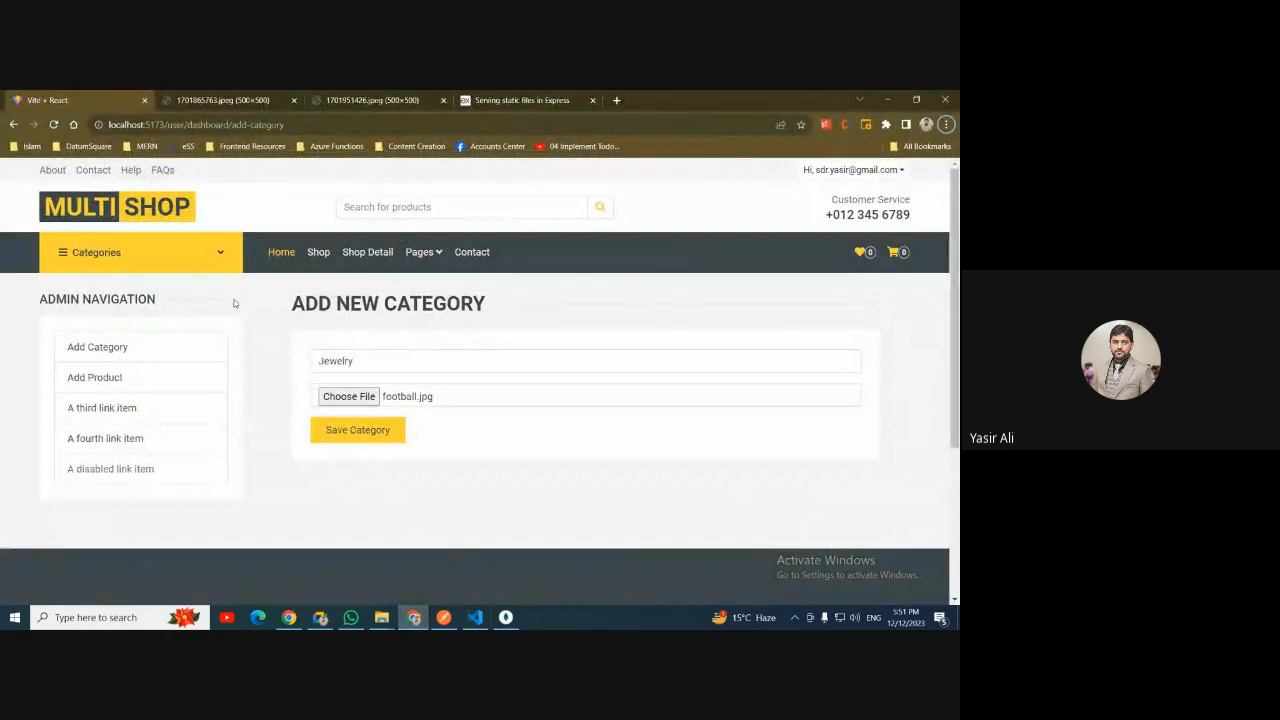 Vite + React
1701865763.jpeg (500×500)
1701951426.jpeg (500×500)
ex Serving static files in Express
localhost:5173/user/dashboard/add-category
Islam
DatumSquare
MERN
eSS
Frontend Resources
Azure Functions
Content Creation
Accounts Center
04 Implement Todo...
All Bookmarks
About Contact Help FAQs
Hi, sdr.yasir@gmail.com
MULTI SHOP
Search for products
Customer Service
+012 345 6789
Categories
Home Shop Shop Detail Pages Contact
0 0
ADMIN NAVIGATION
Add Category
Add Product
A third link item
A fourth link item
A disabled link item
ADD NEW CATEGORY
Jewelry
Choose File football.jpg
Save Category
Activate Windows
Go to Settings to activate Windows.
Type here to search
15°C Haze
ENG
5:51 PM
12/12/2023
5
Yasir Ali